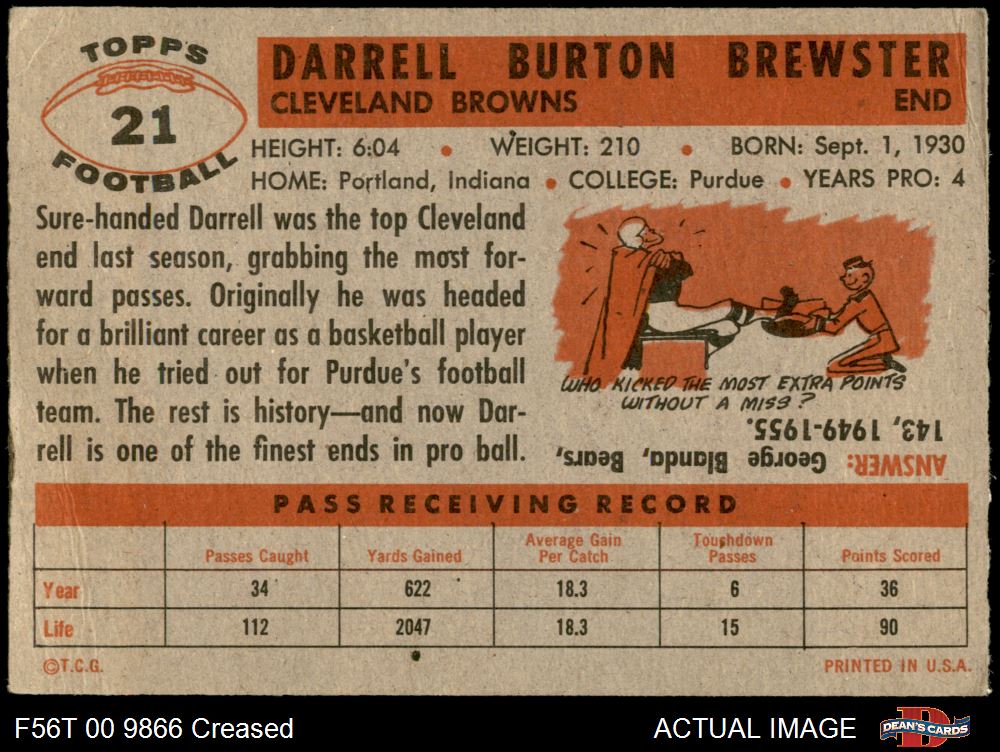 TOPPS
21
FOOTBALL
DARRELL BURTON BREWSTER
CLEVELAND BROWNS END
HEIGHT: 6:04 • WEIGHT: 210 • BORN: Sept. 1, 1930
HOME: Portland, Indiana • COLLEGE: Purdue • YEARS PRO: 4
Sure-handed Darrell was the top Cleveland
end last season, grabbing the most for-
ward passes. Originally he was headed
for a brilliant career as a basketball player
when he tried out for Purdue's football
team. The rest is history—and now Dar-
rell is one of the finest ends in pro ball.
WHO KICKED THE MOST EXTRA POINTS
WITHOUT A MISS?
ANSWER: George Blanda, Bears,
143, 1949-1955.
PASS RECEIVING RECORD
Passes Caught Yards Gained Average Gain Per Catch Touchdown Passes Points Scored
Year 34 622 18.3 6 36
Life 112 2047 18.3 15 90
©T.C.G. PRINTED IN U.S.A.
F56T 00 9866 Creased ACTUAL IMAGE DEAN'S CARDS